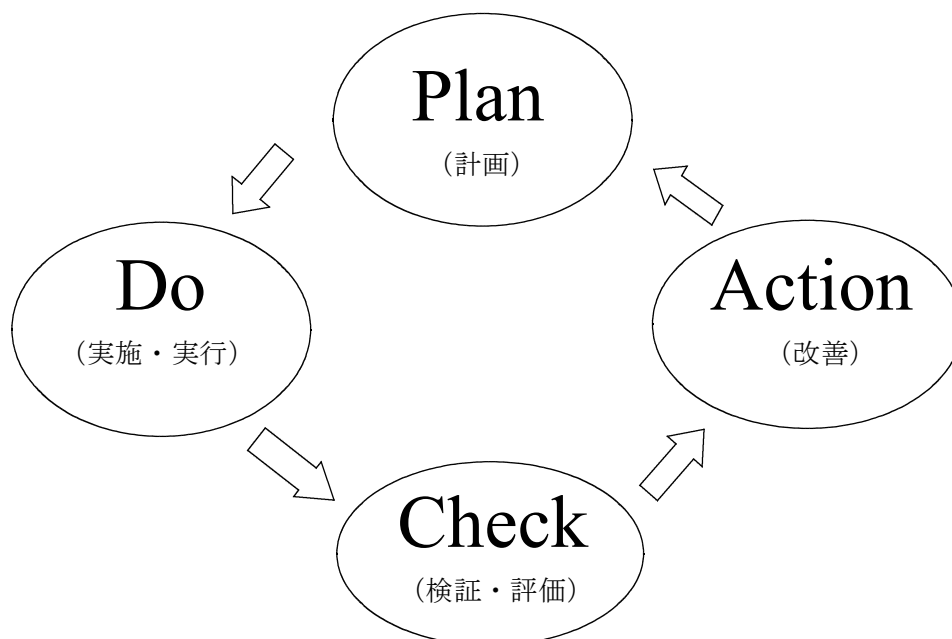 Plan
（計画）
Do
（実施・実行）
Check
（検証・評価）
Action
（改善）